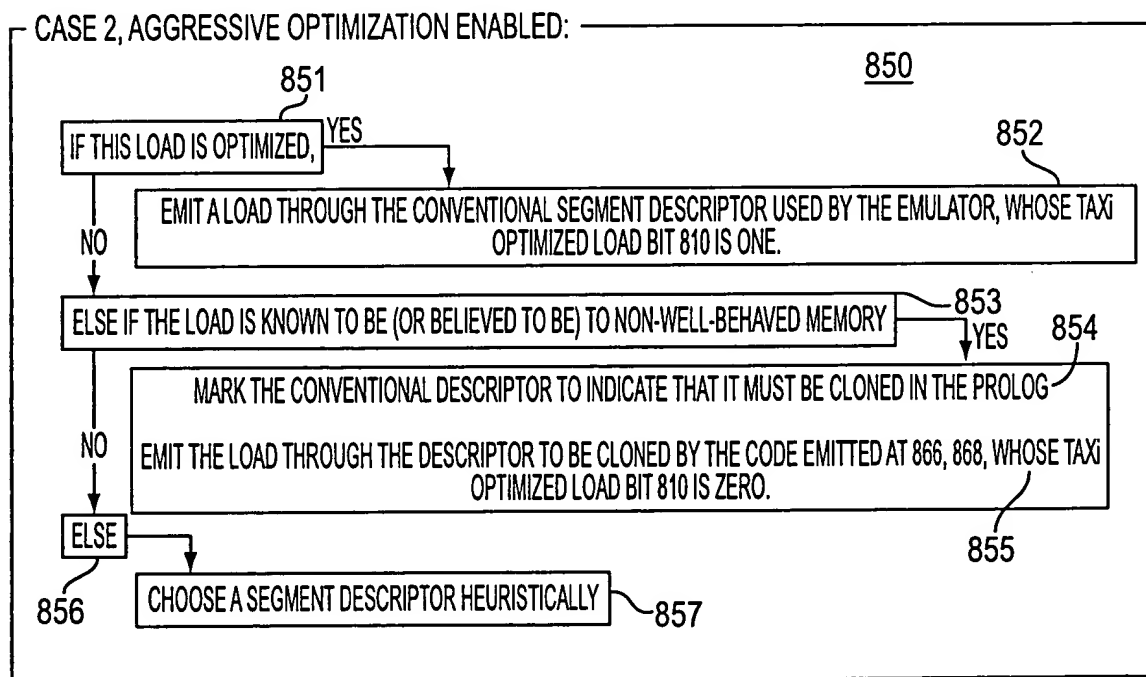 CASE 2, AGGRESSIVE OPTIMIZATION ENABLED:
850
851
IF THIS LOAD IS OPTIMIZED,
YES
852
EMIT A LOAD THROUGH THE CONVENTIONAL SEGMENT DESCRIPTOR USED BY THE EMULATOR, WHOSE TAXi
OPTIMIZED LOAD BIT 810 IS ONE.
NO
853
ELSE IF THE LOAD IS KNOWN TO BE (OR BELIEVED TO BE) TO NON-WELL-BEHAVED MEMORY
YES
854
MARK THE CONVENTIONAL DESCRIPTOR TO INDICATE THAT IT MUST BE CLONED IN THE PROLOG
EMIT THE LOAD THROUGH THE DESCRIPTOR TO BE CLONED BY THE CODE EMITTED AT 866, 868, WHOSE TAXi
OPTIMIZED LOAD BIT 810 IS ZERO.
NO
855
ELSE
856
CHOOSE A SEGMENT DESCRIPTOR HEURISTICALLY
857